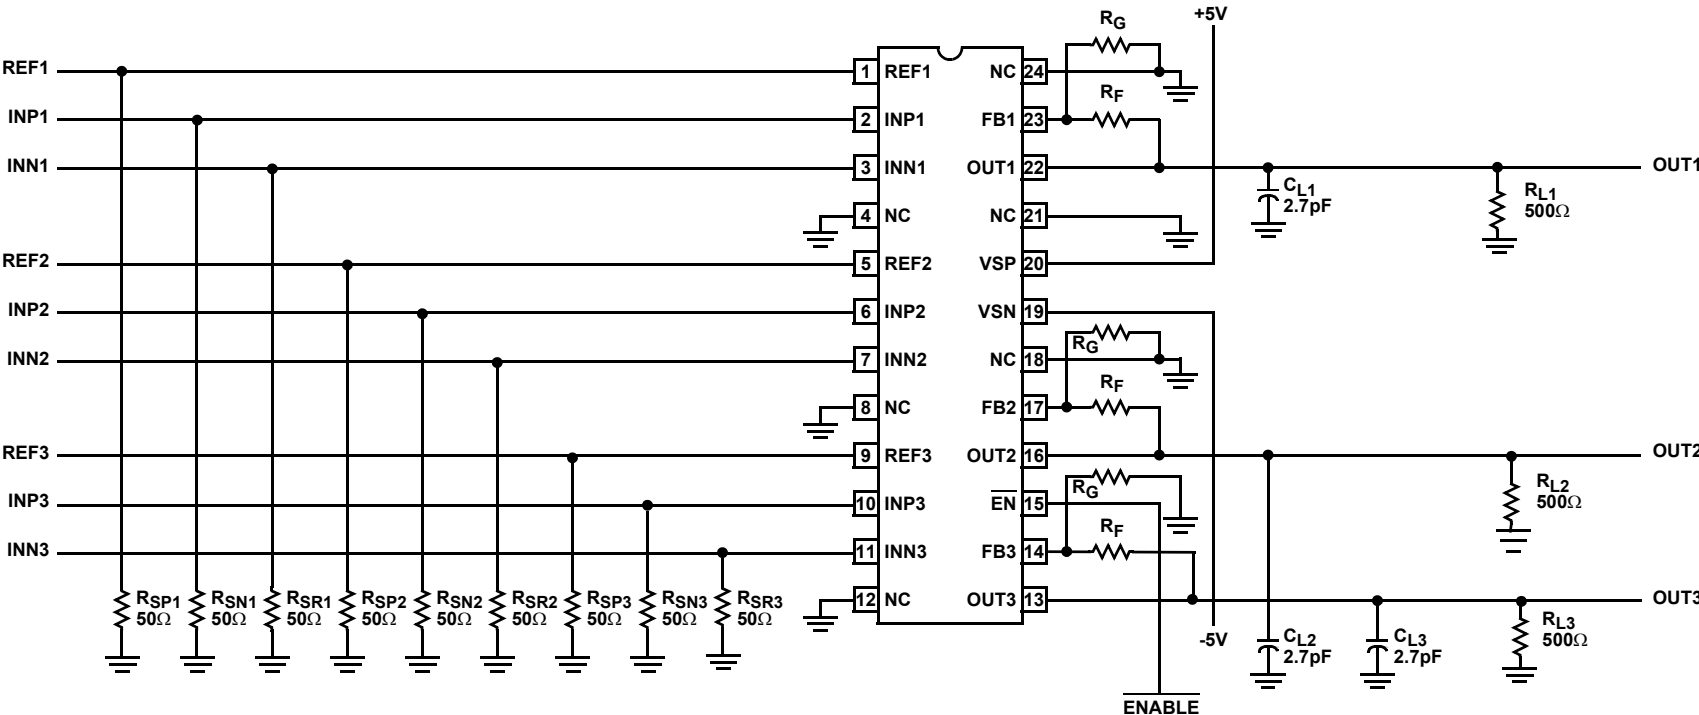 REF1
INP1
INN1
REF2
INP2
INN2
REF3
INP3
INN3
RSP1
50Ω
RSN1
50Ω
RSR1
50Ω
RSP2
50Ω
RSN2
50Ω
RSR2
50Ω
RSP3
50Ω
RSN3
50Ω
RSR3
50Ω
1 REF1
2 INP1
3 INN1
4 NC
5 REF2
6 INP2
7 INN2
8 NC
9 REF3
10 INP3
11 INN3
12 NC
NC 24
FB1 23
OUT1 22
NC 21
VSP 20
VSN 19
NC 18
FB2 17
OUT2 16
EN 15
FB3 14
OUT3 13
RG
RF
+5V
RG
RF
RG
RF
-5V
ENABLE
CL1
2.7pF
RL1
500Ω
OUT1
OUT2
RL2
500Ω
OUT3
CL2
2.7pF
CL3
2.7pF
RL3
500Ω